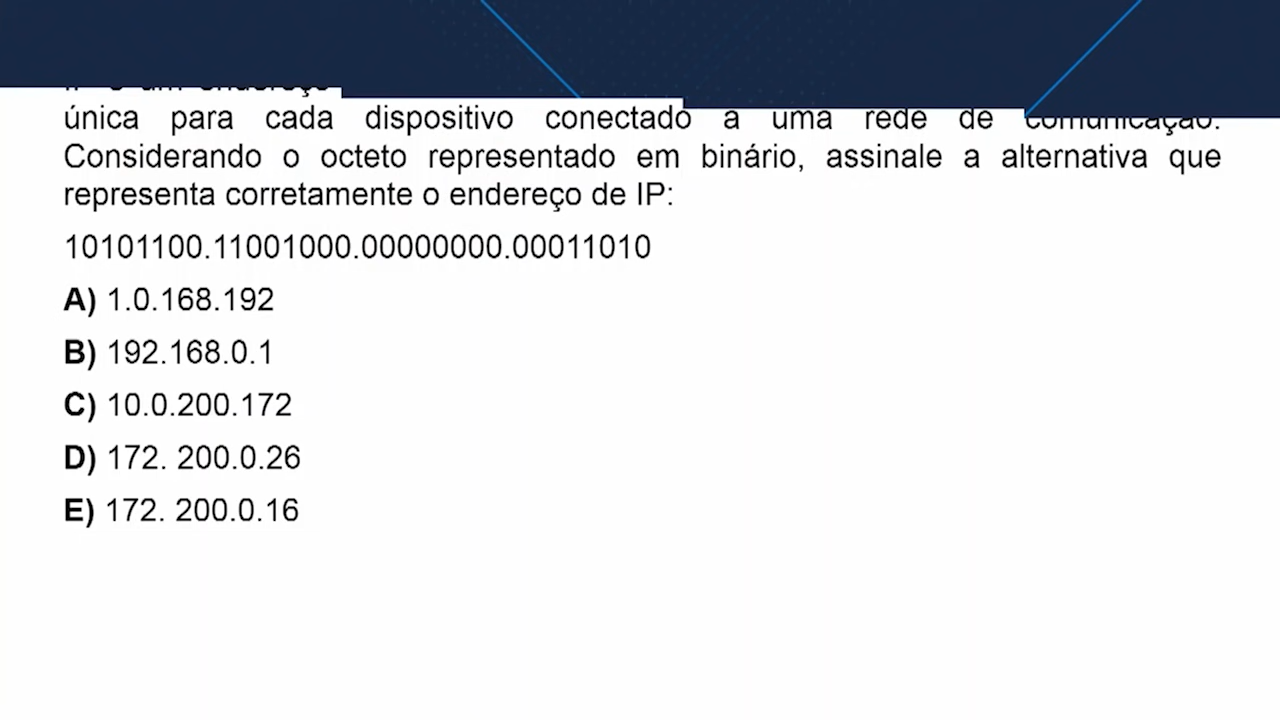 única para cada dispositivo conectado a uma rede de comunicação.
Considerando o octeto representado em binário, assinale a alternativa que
representa corretamente o endereço de IP:
10101100.11001000.00000000.00011010
A) 1.0.168.192
B) 192.168.0.1
C) 10.0.200.172
D) 172. 200.0.26
E) 172. 200.0.16